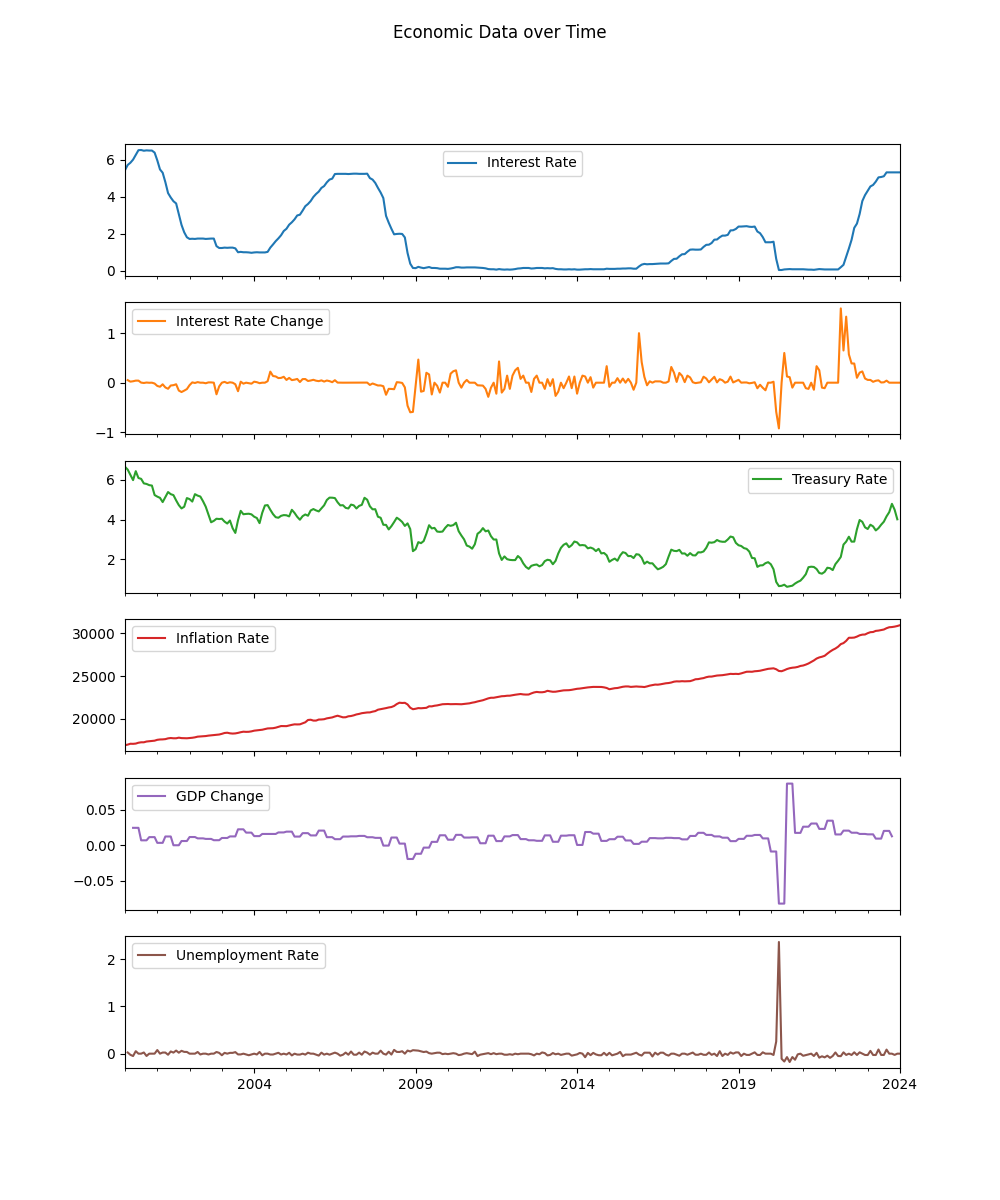 Economic Data over Time
Interest Rate
6
4
2
0
Interest Rate Change
1
0
−1
Treasury Rate
6
4
2
Inflation Rate
30000
25000
20000
GDP Change
0.05
0.00
−0.05
Unemployment Rate
2
1
0
2004 2009 2014 2019 2024